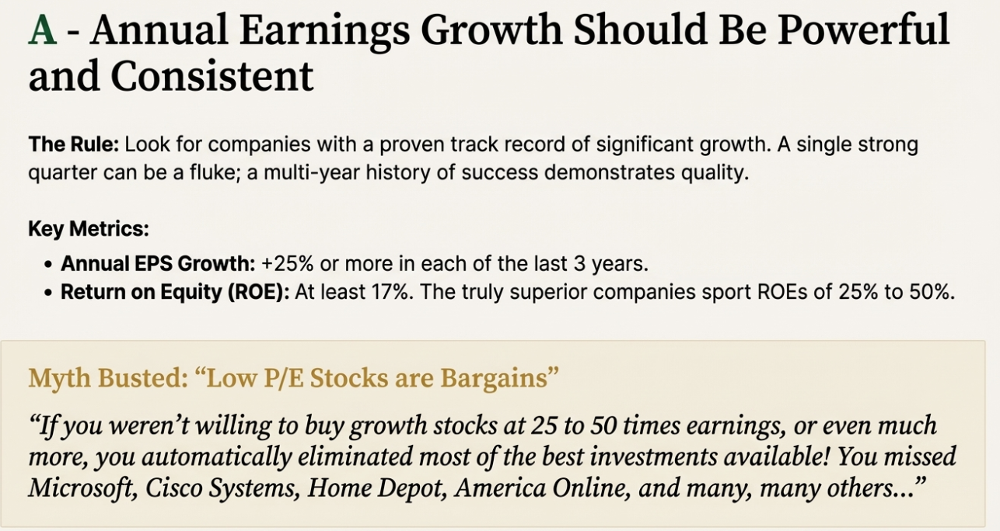 A - Annual Earnings Growth Should Be Powerful
and Consistent
The Rule: Look for companies with a proven track record of significant growth. A single strong
quarter can be a fluke; a multi-year history of success demonstrates quality.
Key Metrics:
• Annual EPS Growth: +25% or more in each of the last 3 years.
• Return on Equity (ROE): At least 17%. The truly superior companies sport ROEs of 25% to 50%.
Myth Busted: “Low P/E Stocks are Bargains”
“If you weren’t willing to buy growth stocks at 25 to 50 times earnings, or even much
more, you automatically eliminated most of the best investments available! You missed
Microsoft, Cisco Systems, Home Depot, America Online, and many, many others...”